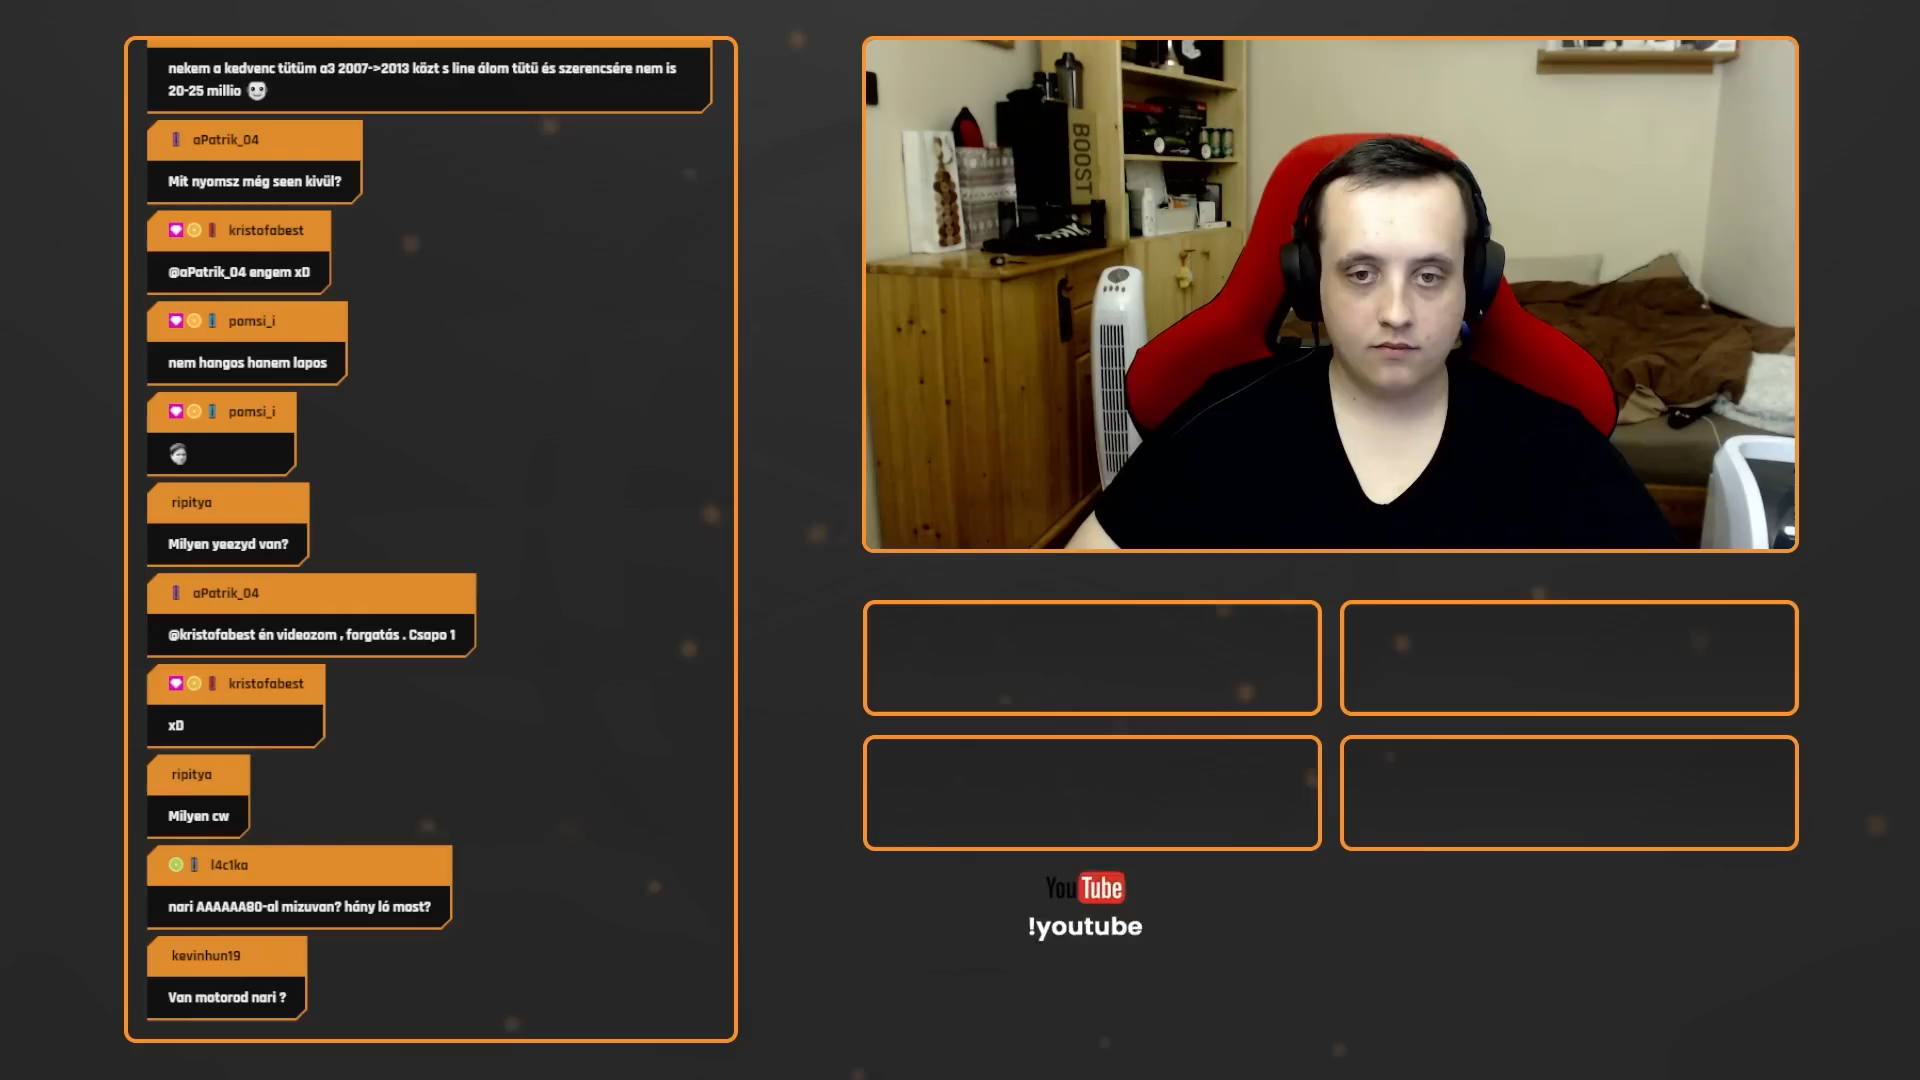 nekem a kedvenc tütüm a3 2007->2013 közt s line álom tütü és szerencsére nem is
20-25 millio
aPatrik_04
Mit nyomsz még seen kivül?
kristofabest
@aPatrik_04 engem xD
pomsi_i
nem hangos hanem lapos
pomsi_i
ripitya
Milyen yeezyd van?
aPatrik_04
@kristofabest én videozom , forgatás . Csapo 1
kristofabest
xD
ripitya
Milyen cw
l4c1ka
nari AAAAAA80-al mizuvan? hány ló most?
kevinhun19
Van motorod nari ?
BOOST
YouTube
!youtube